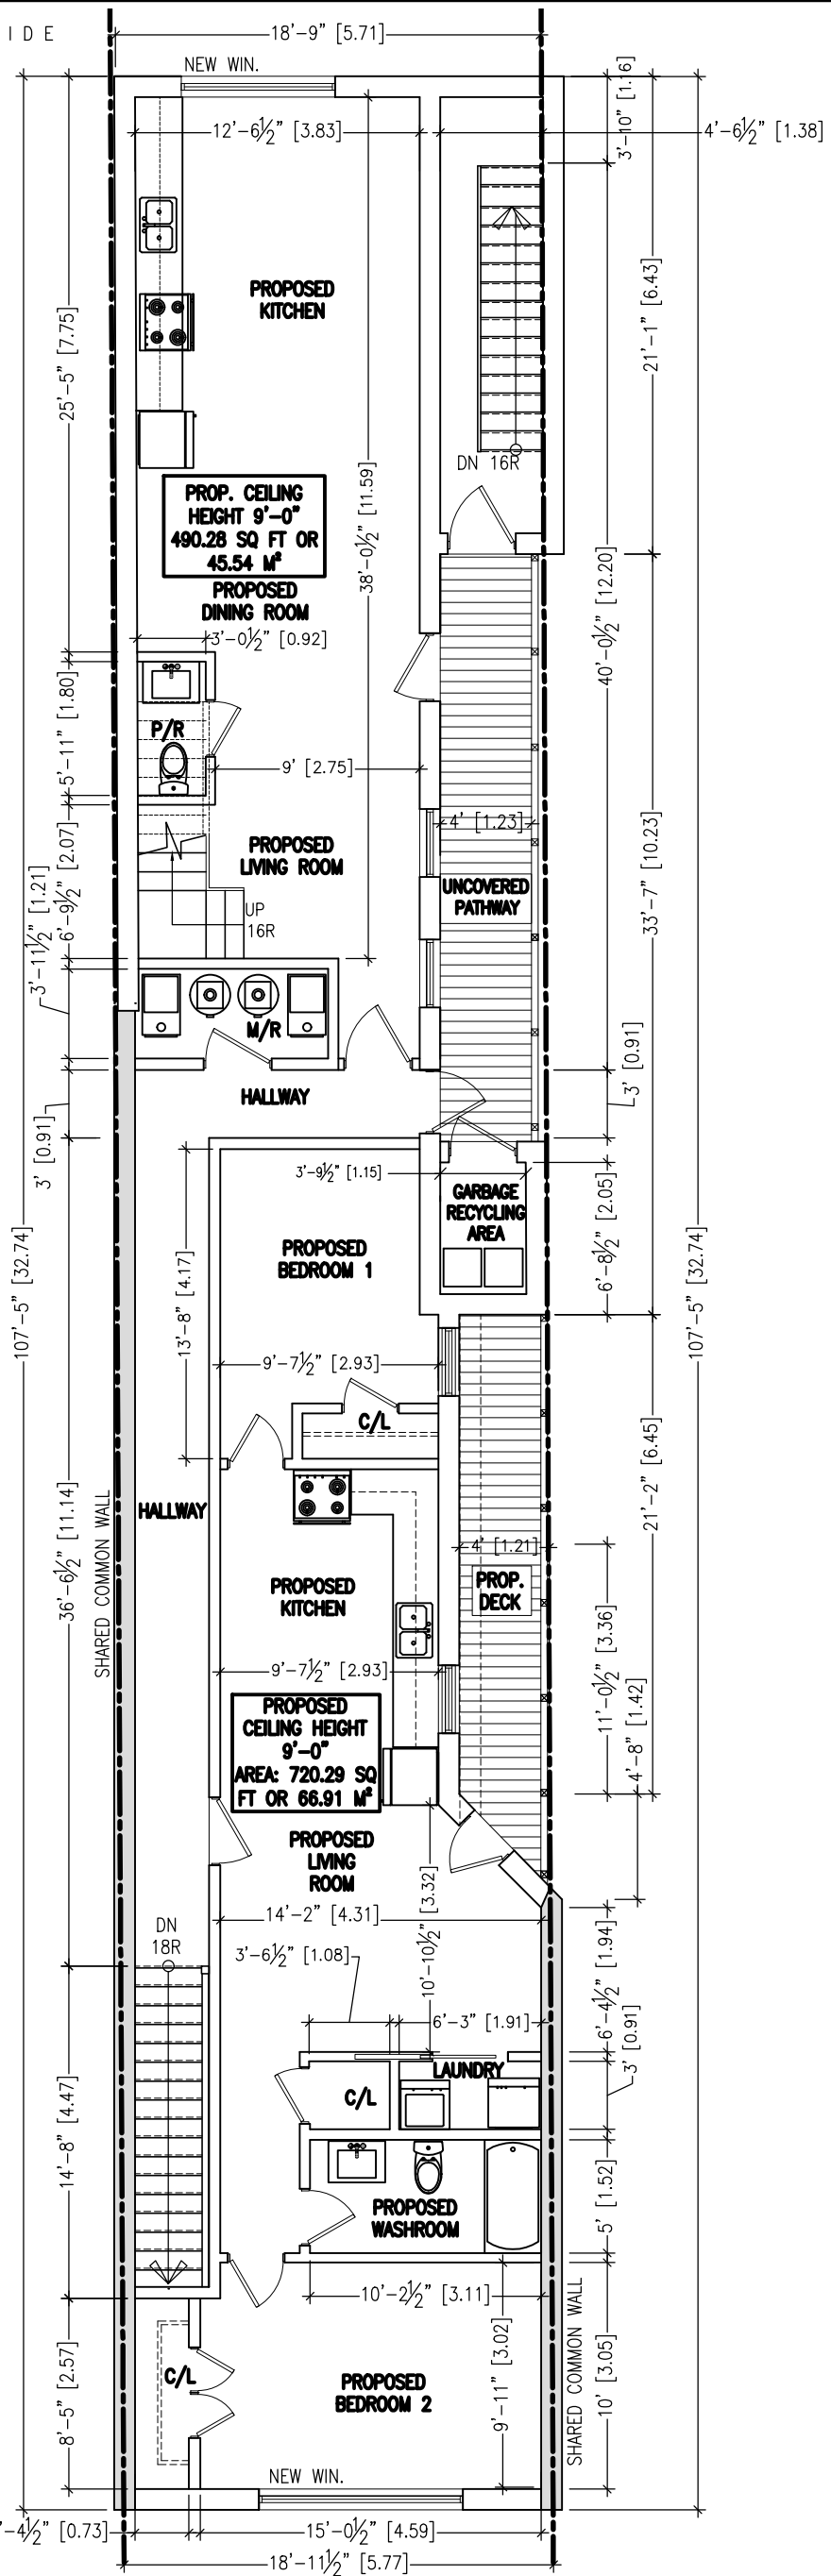 I D E
18'-9" [5.71]
NEW WIN.
12'-6½" [3.83]
3'-10" [1.16]
4'-6½" [1.38]
PROPOSED
KITCHEN
25'-5" [7.75]
21'-1" [6.43]
DN 16R
PROP. CEILING
HEIGHT 9'-0"
490.28 SQ FT OR
45.54 M²
38'-0½" [11.59]
PROPOSED
DINING ROOM
40'-0½" [12.20]
3'-0½" [0.92]
5'-11" [1.80]
P/R
9' [2.75]
4' [1.23]
PROPOSED
LIVING ROOM
6'-9½" [2.07]
UNCOVERED
PATHWAY
33'-7" [10.23]
UP
16R
3'-11½" [1.21]
M/R
HALLWAY
3' [0.91]
3' [0.91]
3'-9½" [1.15]
GARBAGE
RECYCLING
AREA
6'-8½" [2.05]
PROPOSED
BEDROOM 1
13'-8" [4.17]
107'-5" [32.74]
107'-5" [32.74]
9'-7½" [2.93]
C/L
21'-2" [6.45]
HALLWAY
36'-6½" [11.14]
SHARED COMMON WALL
4' [1.21]
PROP.
DECK
PROPOSED
KITCHEN
11'-0½" [3.36]
9'-7½" [2.93]
4'-8" [1.42]
PROPOSED
CEILING HEIGHT
9'-0"
AREA: 720.29 SQ
FT OR 66.91 M²
PROPOSED
LIVING
ROOM
10'-10½" [3.32]
14'-2" [4.31]
DN
18R
3'-6½" [1.08]
6'-4½" [1.94]
6'-3" [1.91]
3' [0.91]
LAUNDRY
C/L
14'-8" [4.47]
5' [1.52]
PROPOSED
WASHROOM
10'-2½" [3.11]
9'-11" [3.02]
10' [3.05]
SHARED COMMON WALL
8'-5" [2.57]
C/L
PROPOSED
BEDROOM 2
NEW WIN.
'-4½" [0.73]
15'-0½" [4.59]
18'-11½" [5.77]